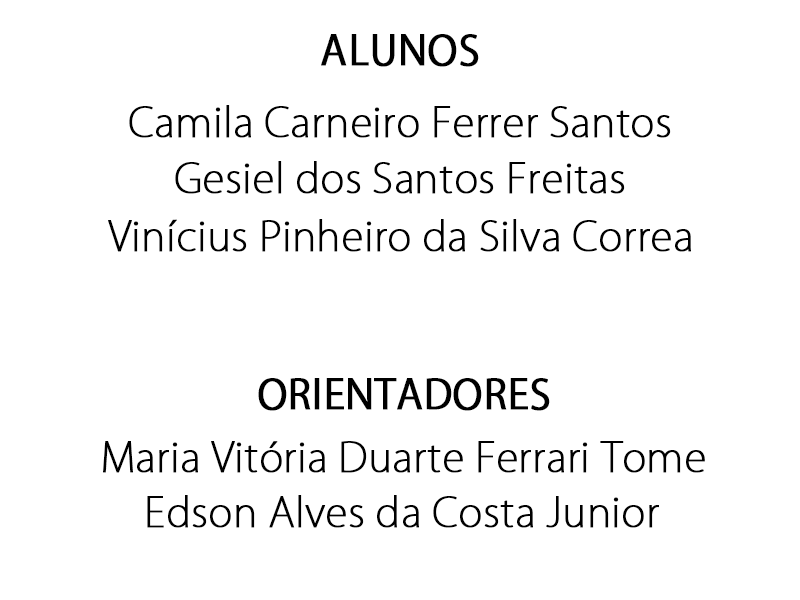 ALUNOS
Camila Carneiro Ferrer Santos
Gesiel dos Santos Freitas
Vinícius Pinheiro da Silva Correa
ORIENTADORES
Maria Vitória Duarte Ferrari Tome
Edson Alves da Costa Junior